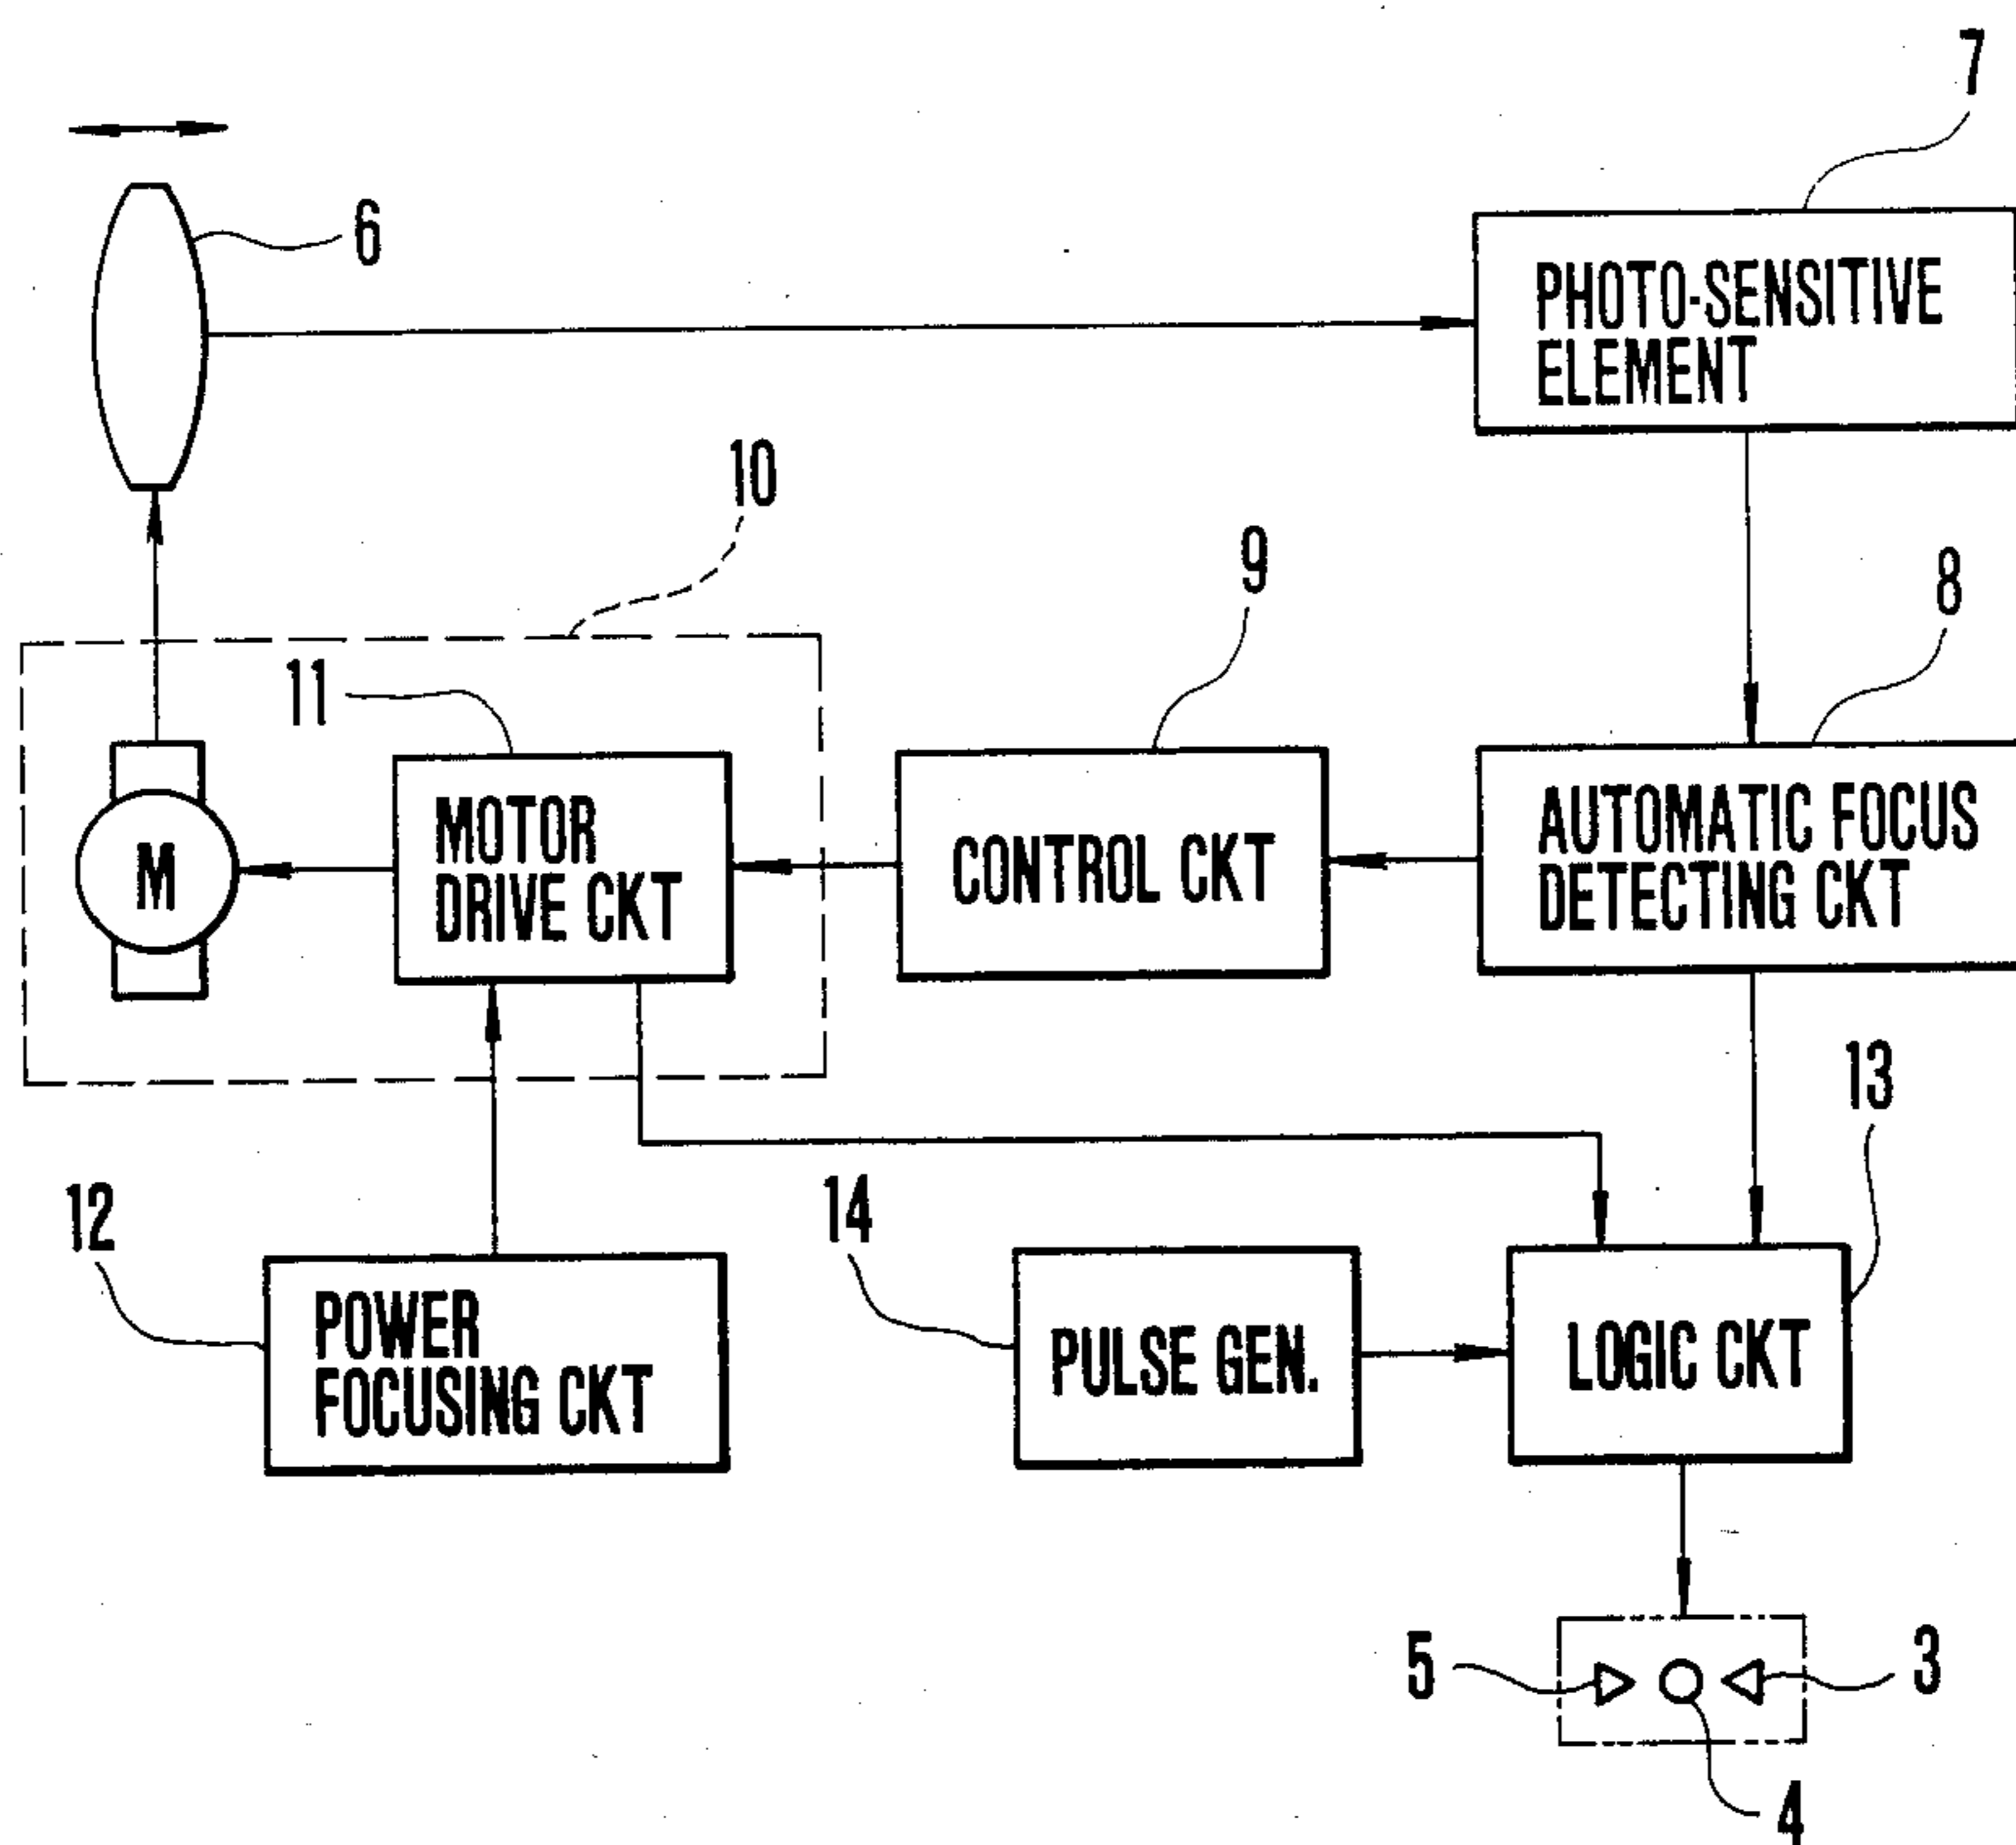 7
6
PHOTO-SENSITIVE
ELEMENT
10
9
8
11
MOTOR
DRIVE CKT
CONTROL CKT
AUTOMATIC FOCUS
DETECTING CKT
M
13
12
14
POWER
FOCUSING CKT
PULSE GEN.
LOGIC CKT
5
3
4